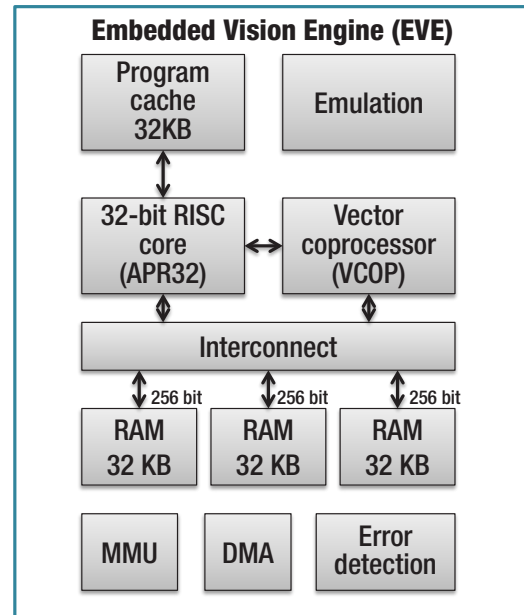 Embedded Vision Engine (EVE)
Program
cache
32KB
Emulation
32-bit RISC
core
(APR32)
Vector
coprocessor
(VCOP)
Interconnect
256 bit
256 bit
256 bit
RAM
32 KB
RAM
32 KB
RAM
32 KB
MMU
DMA
Error
detection